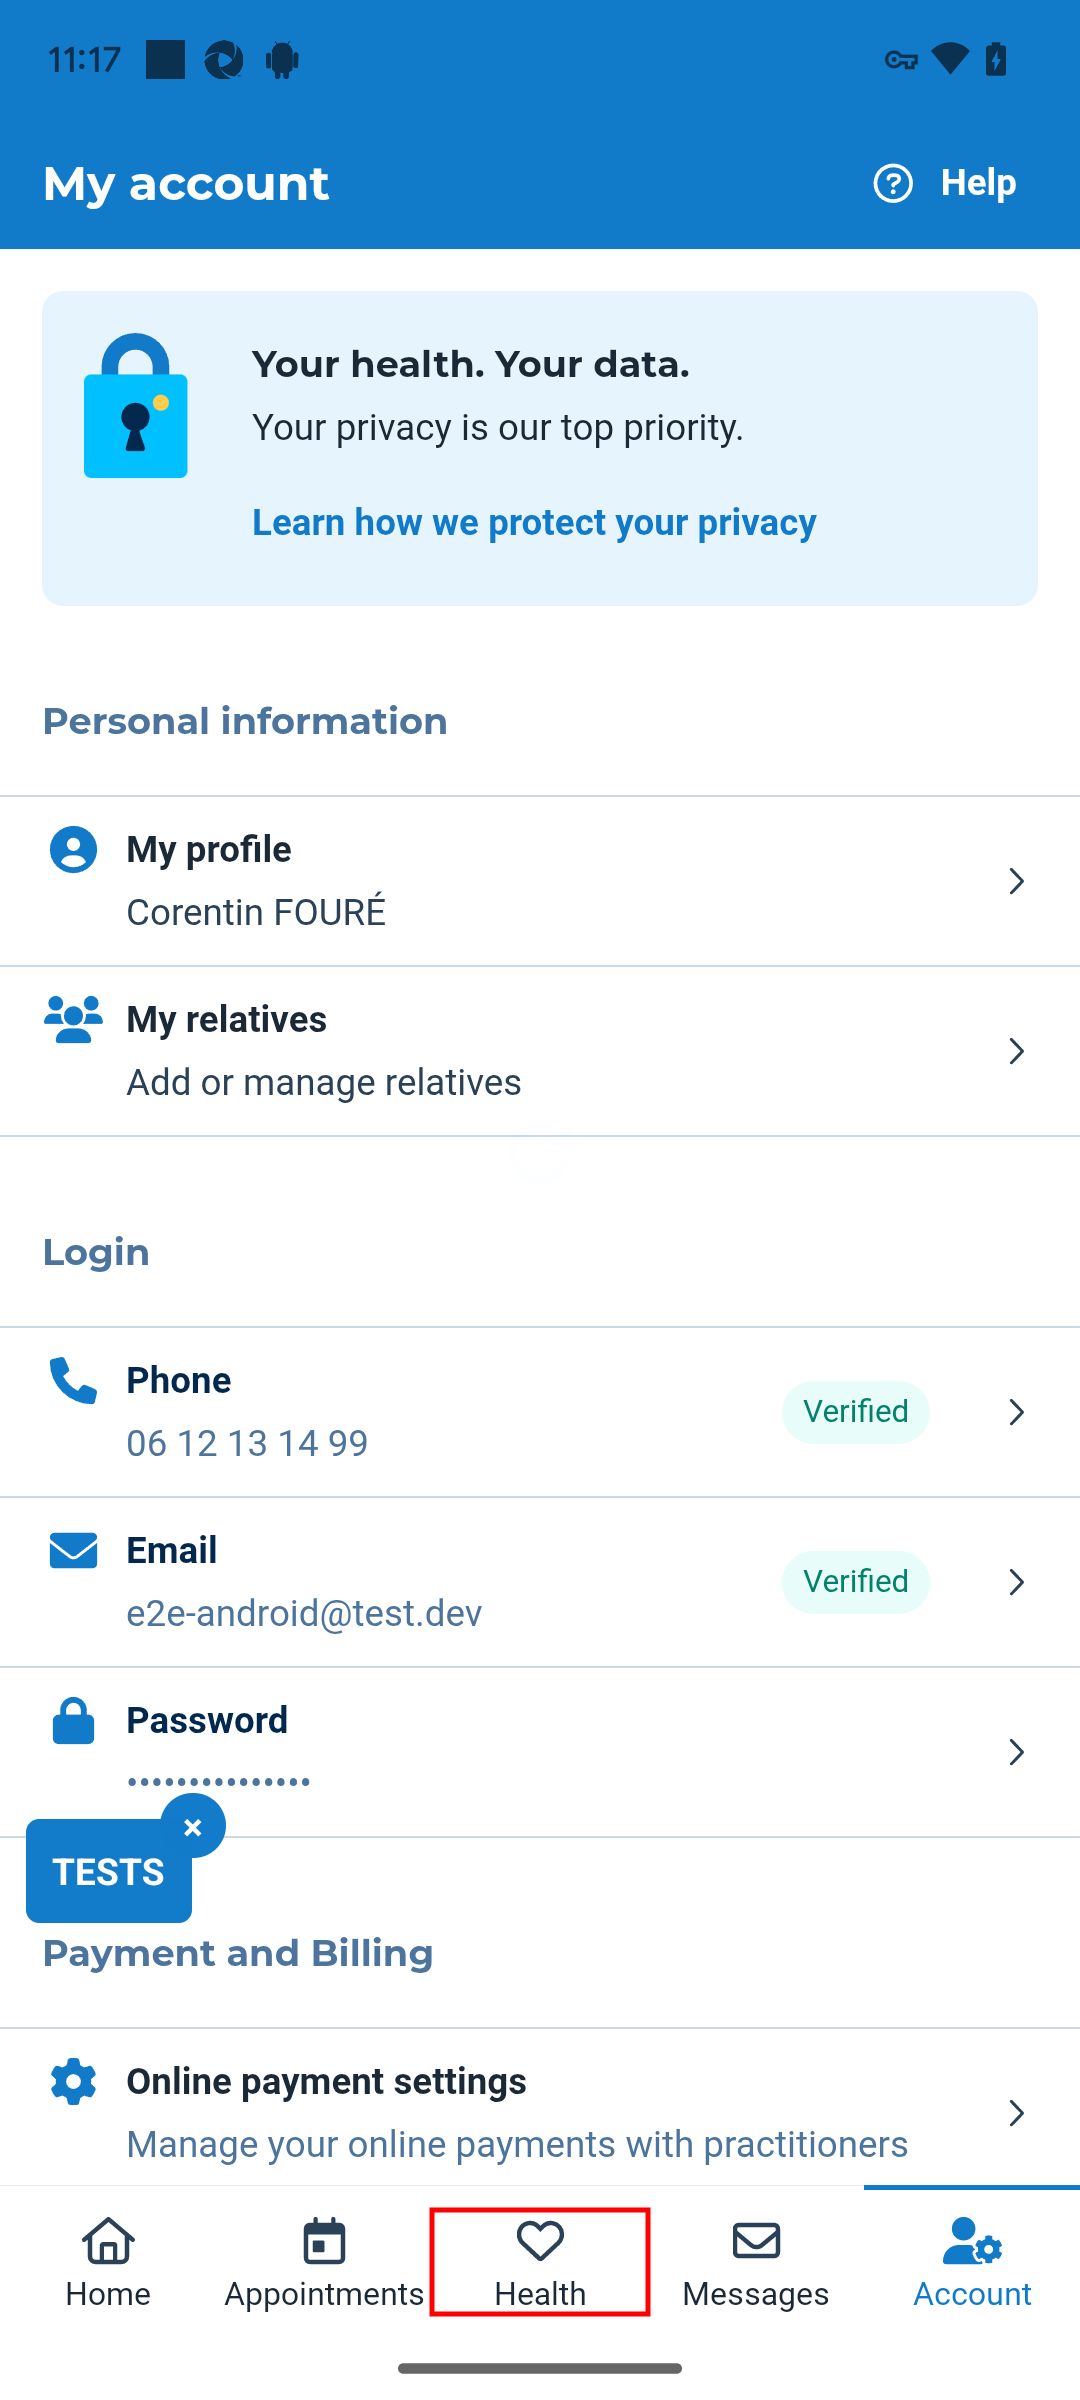 11:17
My account
Help
Your health. Your data.
Your privacy is our top priority.
Learn how we protect your privacy
Personal information
My profile
Corentin FOURÉ
My relatives
Add or manage relatives
Login
Phone
06 12 13 14 99
Verified
Email
e2e-android@test.dev
Verified
Password
•••••••••••••••
TESTS
×
Payment and Billing
Online payment settings
Manage your online payments with practitioners
Home
Appointments
Health
Messages
Account